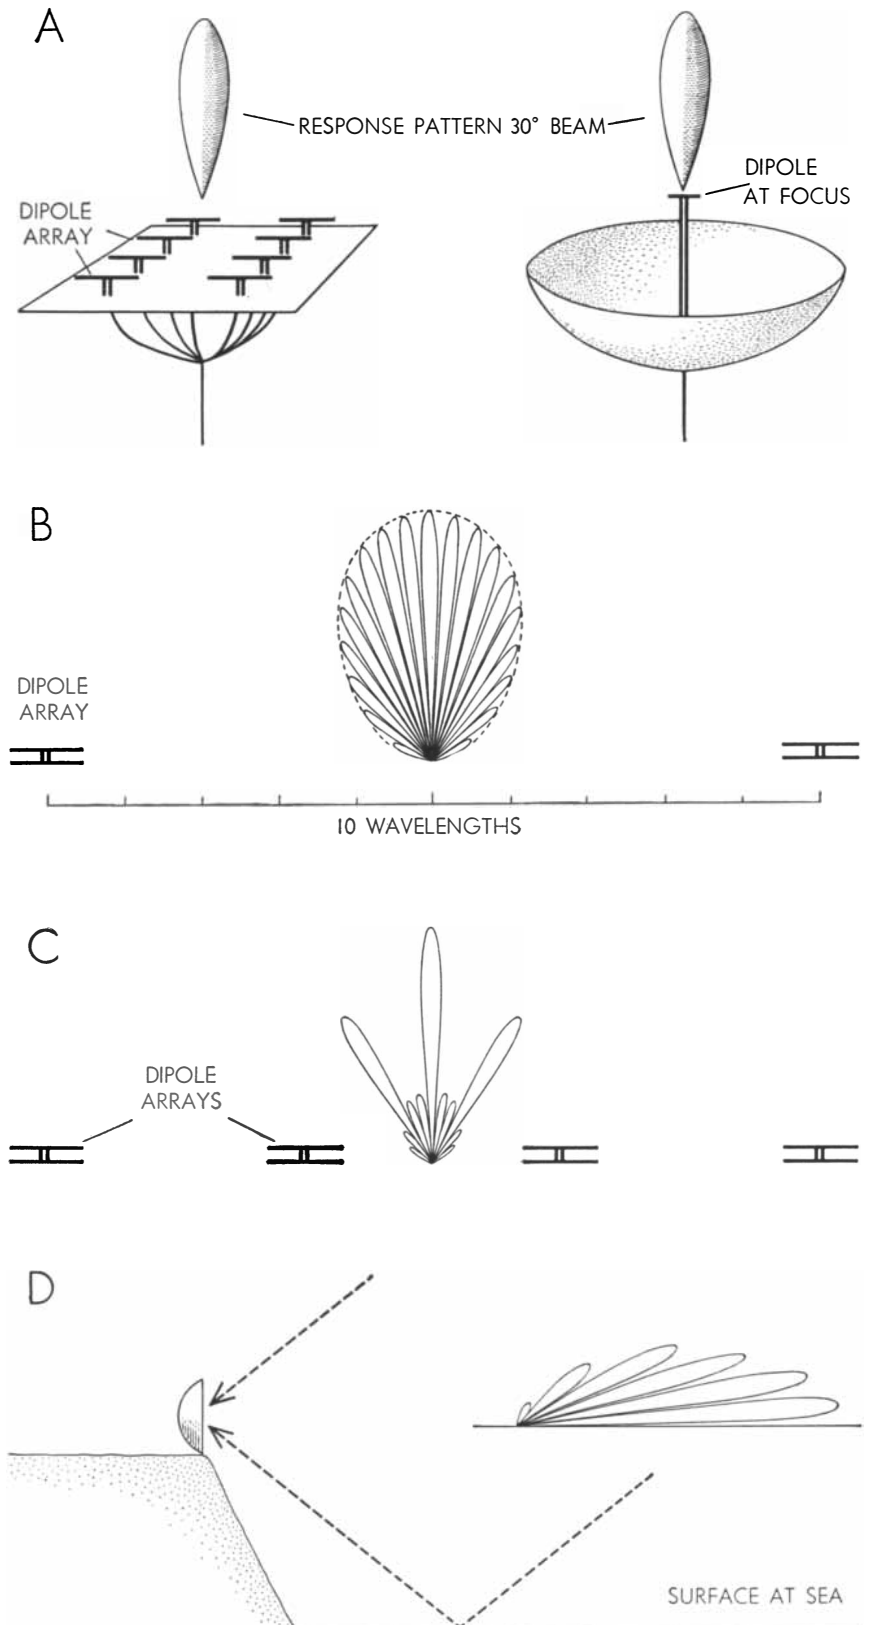 A
RESPONSE PATTERN 30° BEAM
DIPOLE
AT FOCUS
DIPOLE
ARRAY
B
DIPOLE
ARRAY
10 WAVELENGTHS
C
DIPOLE
ARRAYS
D
SURFACE AT SEA